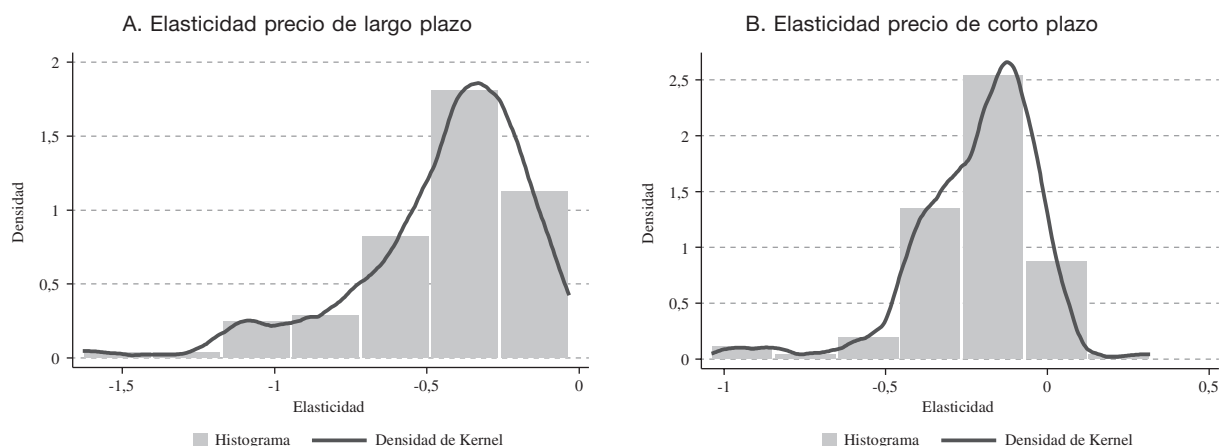 A. Elasticidad precio de largo plazo
2
1,5
1
0,5
0
Densidad
-1,5
-1
-0,5
0
Elasticidad
Histograma
Densidad de Kernel
B. Elasticidad precio de corto plazo
2,5
2
1,5
1
0,5
0
Densidad
-1
-0,5
0
0,5
Elasticidad
Histograma
Densidad de Kernel